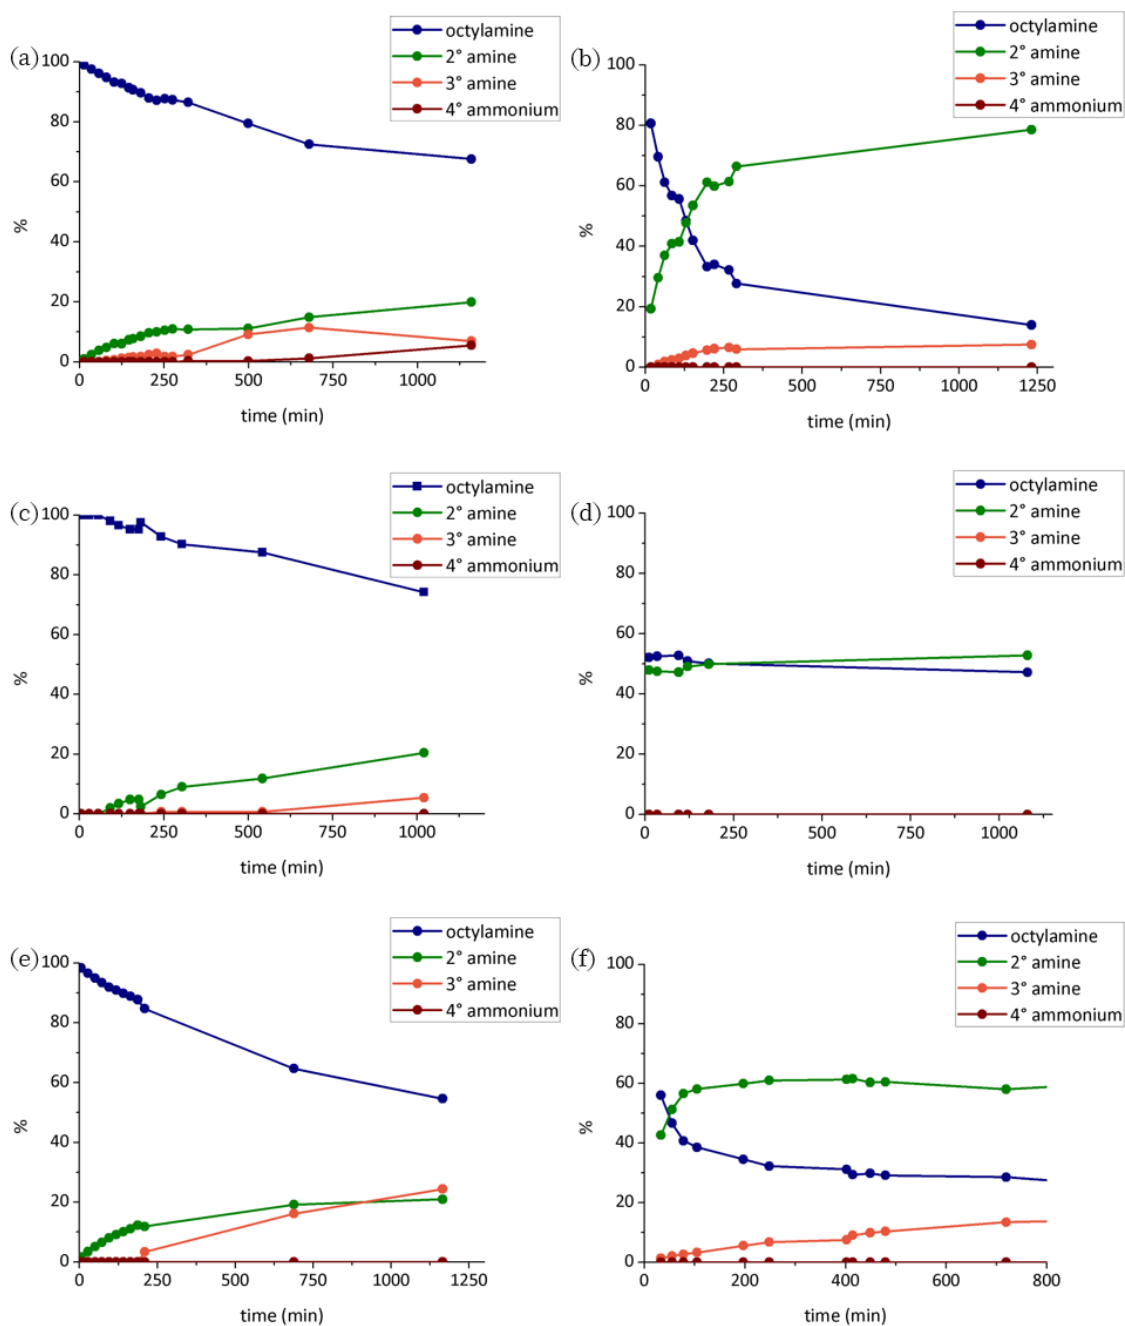 (a)
octylamine
2° amine
3° amine
4° ammonium
100
80
60
40
20
0
%
0 250 500 750 1000
time (min)
(b)
octylamine
2° amine
3° amine
4° ammonium
100
80
60
40
20
0
%
0 250 500 750 1000 1250
time (min)
(c)
octylamine
2° amine
3° amine
4° ammonium
100
80
60
40
20
0
%
0 250 500 750 1000
time (min)
(d)
octylamine
2° amine
3° amine
4° ammonium
100
80
60
40
20
0
%
0 250 500 750 1000
time (min)
(e)
octylamine
2° amine
3° amine
4° ammonium
100
80
60
40
20
0
%
0 250 500 750 1000 1250
time (min)
(f)
octylamine
2° amine
3° amine
4° ammonium
100
80
60
40
20
0
%
0 200 400 600 800
time (min)